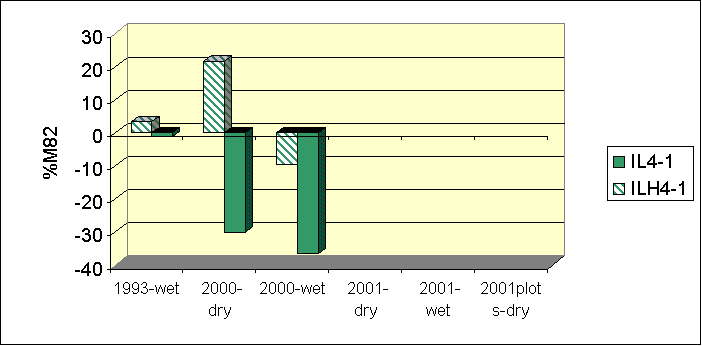 30
20
10
0
-10
-20
-30
-40
%M82
1993-wet
2000-
dry
2000-wet
2001-
dry
2001-
wet
2001plot
s-dry
IL4-1
ILH4-1